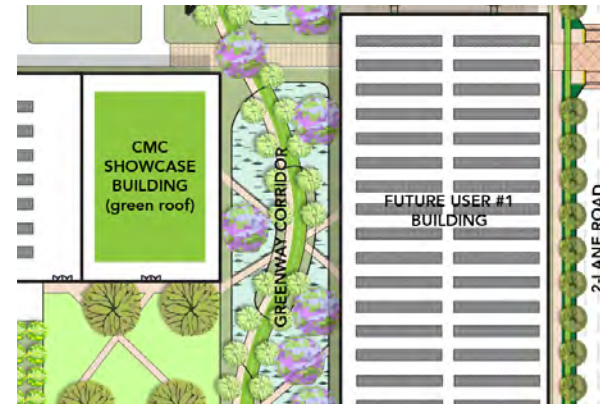 CMC
SHOWCASE
BUILDING
(green roof)
GREENWAY CORRIDOR
FUTURE USER #1
BUILDING
2-LANE ROAD